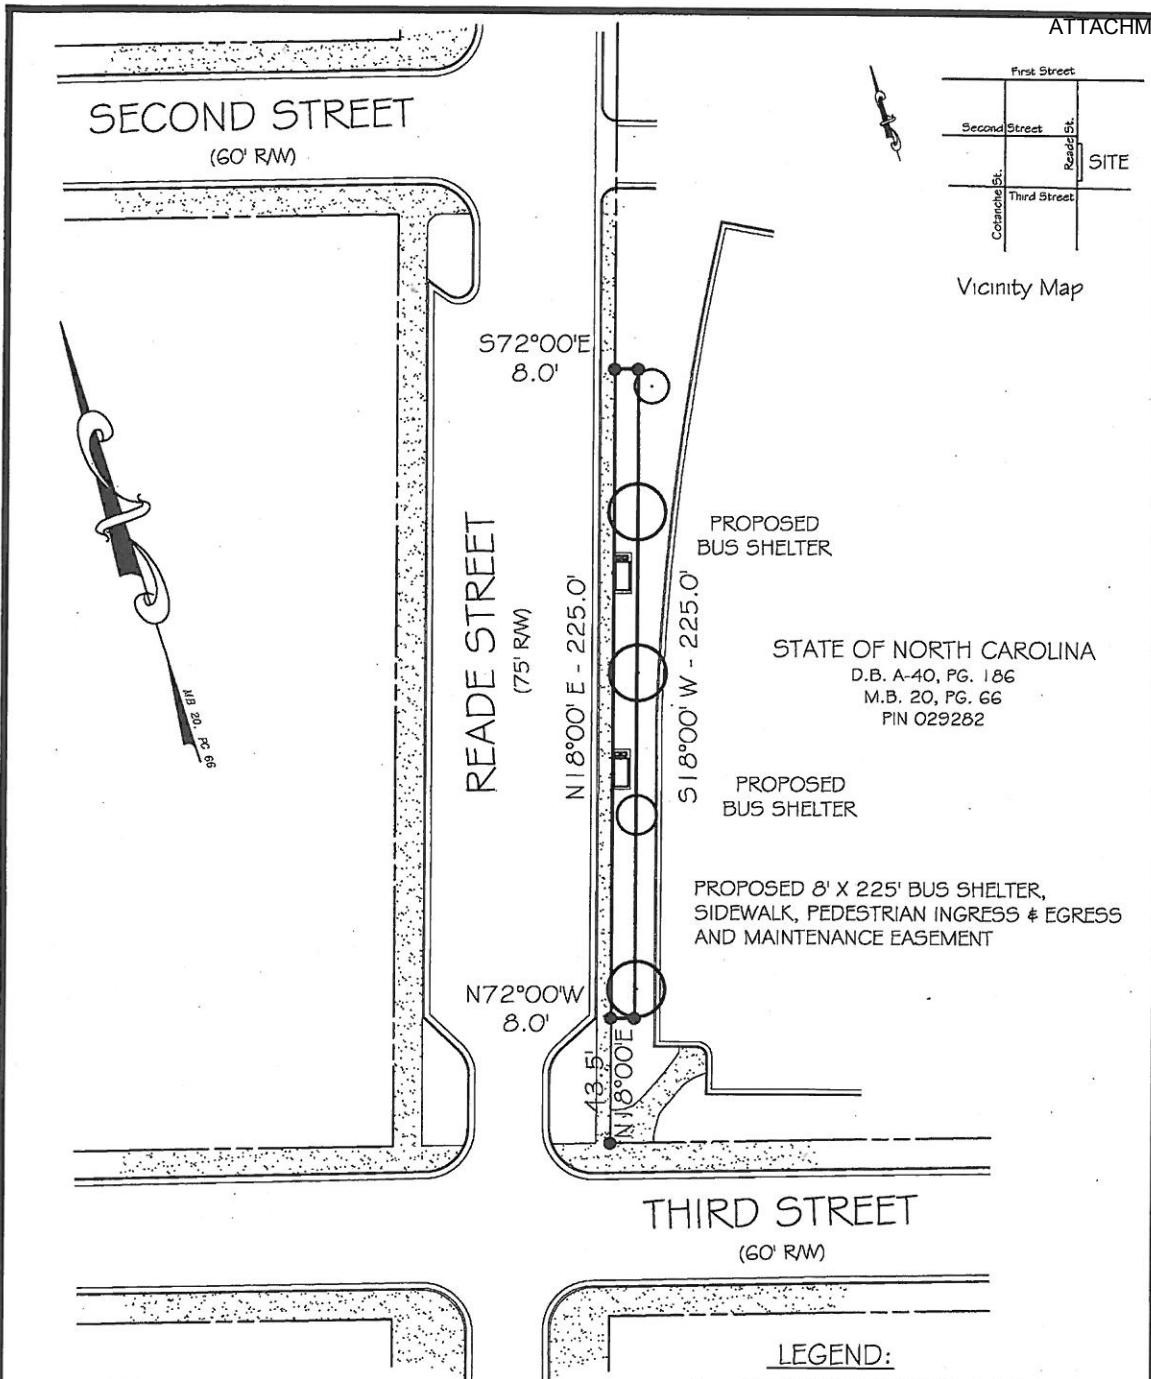 ATTACHM
First Street
Second Street
Reade St.
SITE
Cotanche St.
Third Street
Vicinity Map
SECOND STREET
(60' R/W)
S72°00'E
8.0'
MB 20, PG 66
READE STREET
(75' R/W)
N18°00' E - 225.0'
S18°00' W - 225.0'
PROPOSED
BUS SHELTER
STATE OF NORTH CAROLINA
D.B. A-40, PG. 186
M.B. 20, PG. 66
PIN 029282
PROPOSED
BUS SHELTER
PROPOSED 8' X 225' BUS SHELTER,
SIDEWALK, PEDESTRIAN INGRESS & EGRESS
AND MAINTENANCE EASEMENT
N72°00'W
8.0'
43.5'
N18°00'E
THIRD STREET
(60' R/W)
LEGEND: